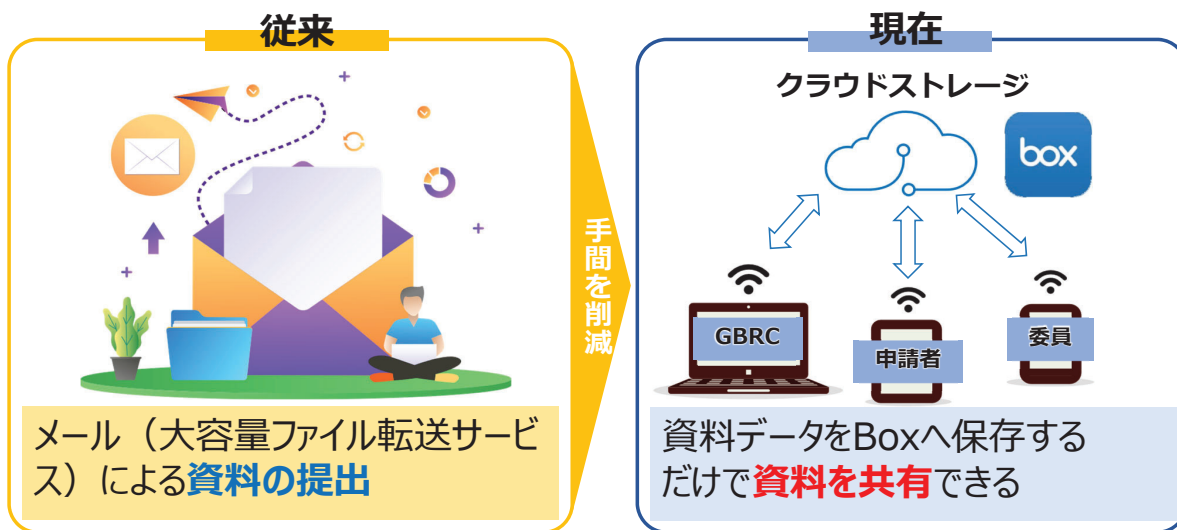 従来
手間を削減
メール（大容量ファイル転送サービ
ス）による資料の提出
現在
クラウドストレージ
box
GBRC
申請者
委員
資料データをBoxへ保存する
だけで資料を共有できる